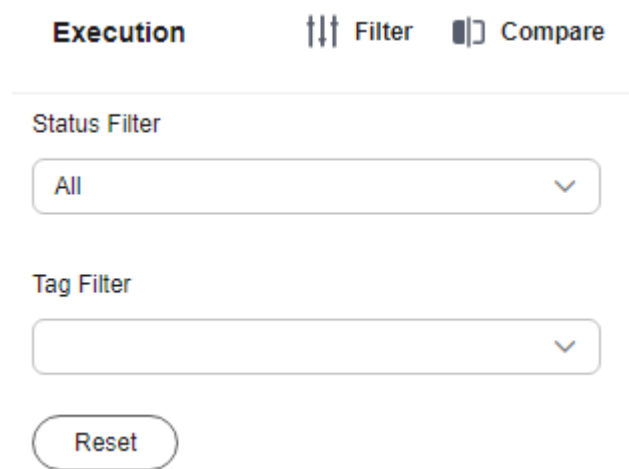 Execution Filter Compare
Status Filter
All
Tag Filter
Reset